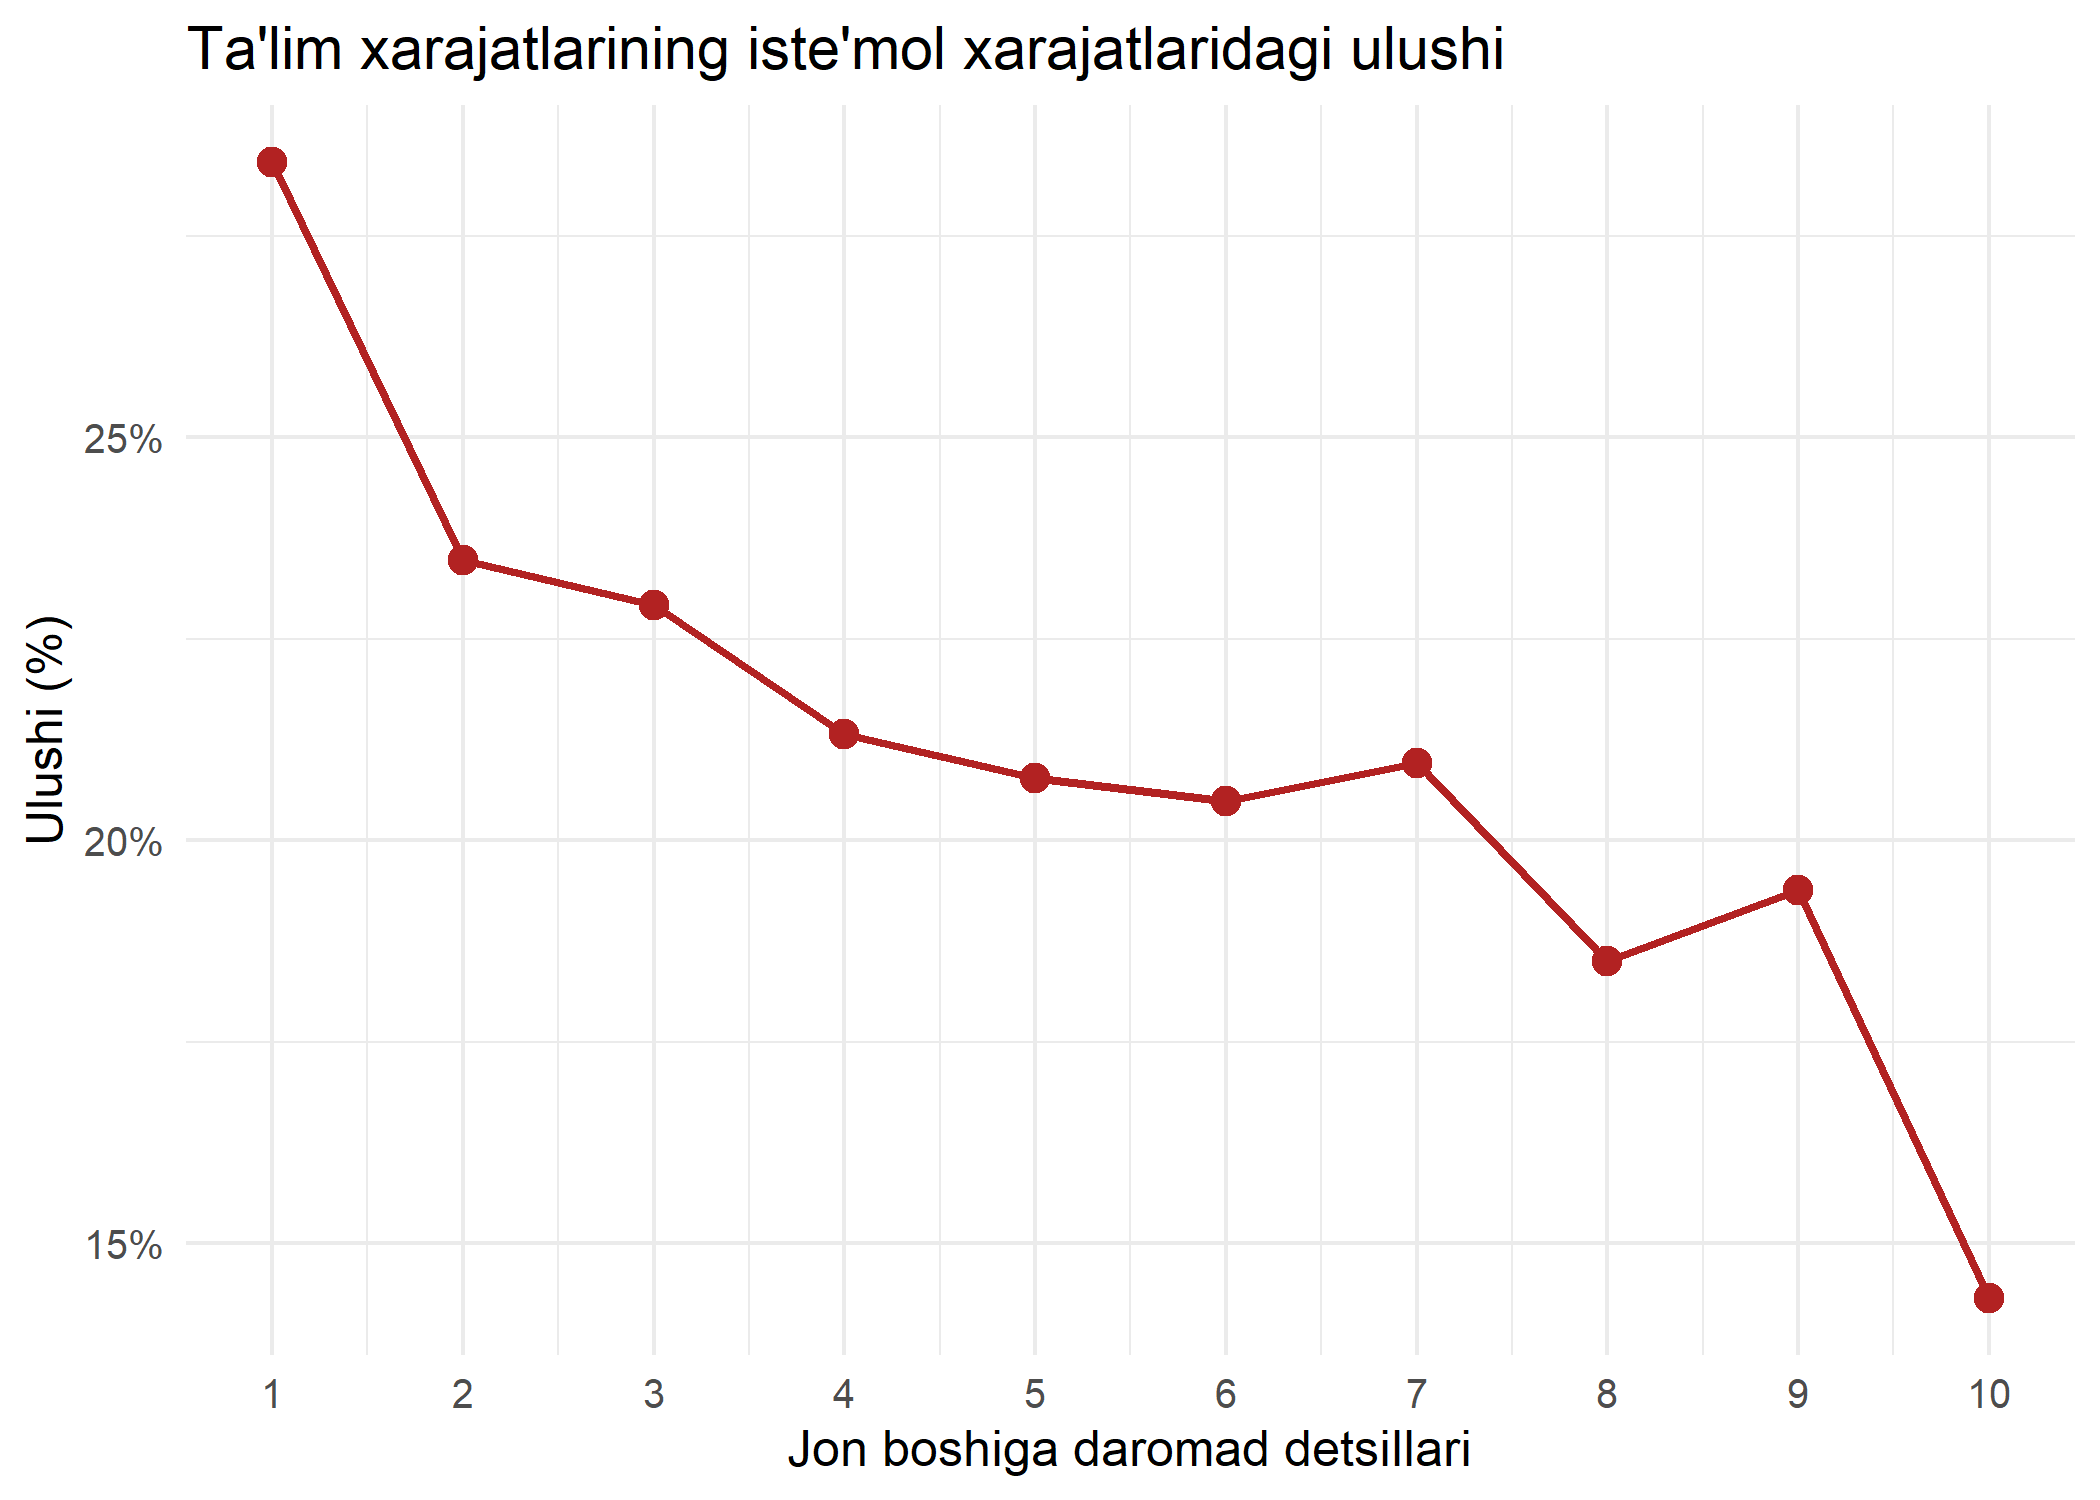 Ta'lim xarajatlarining iste'mol xarajatlaridagi ulushi
Ulushi (%)
25%
20%
15%
1 2 3 4 5 6 7 8 9 10
Jon boshiga daromad detsillari